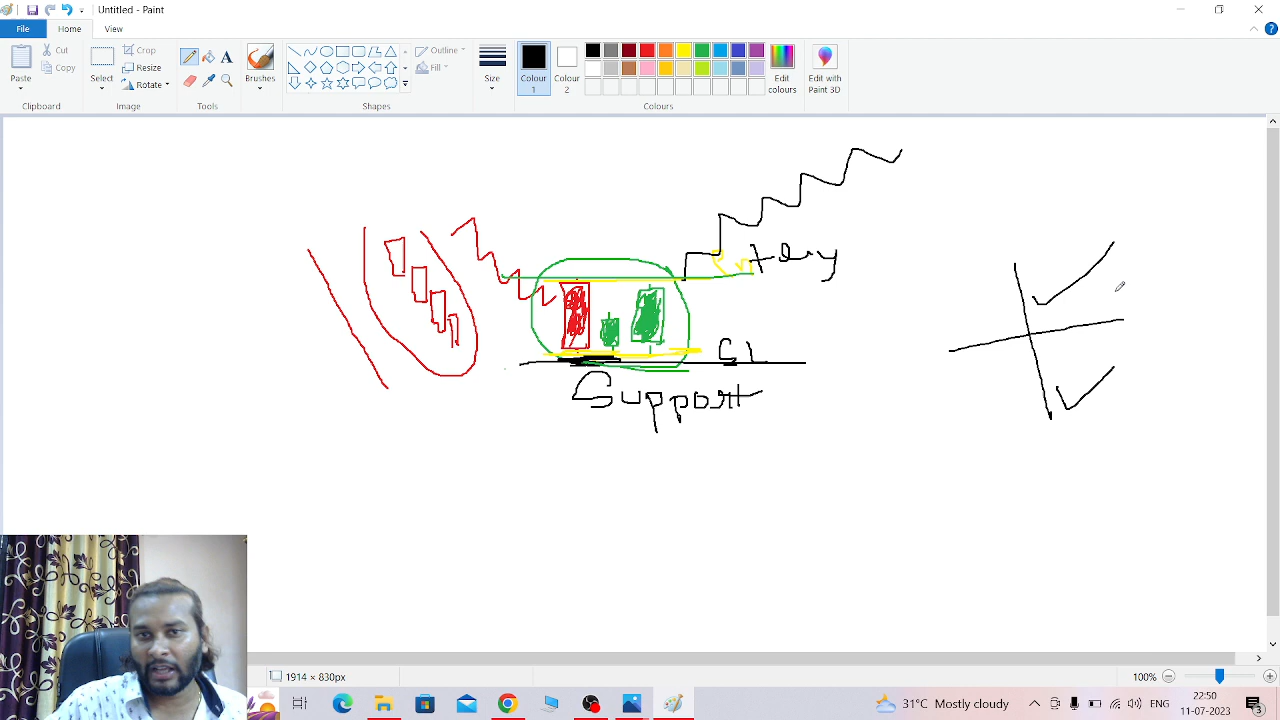 Untitled - Paint
File
Home
View
Paste
Cut
Copy
Clipboard
Select
Crop
Resize
Rotate
Image
Tools
Brushes
Outline
Fill
Shapes
Size
Colour 1
Colour 2
Edit colours
Edit with Paint 3D
Colours
SL
Support
1914 × 830px
100%
31°C Mostly cloudy
ENG
22:50
11-07-2023
3